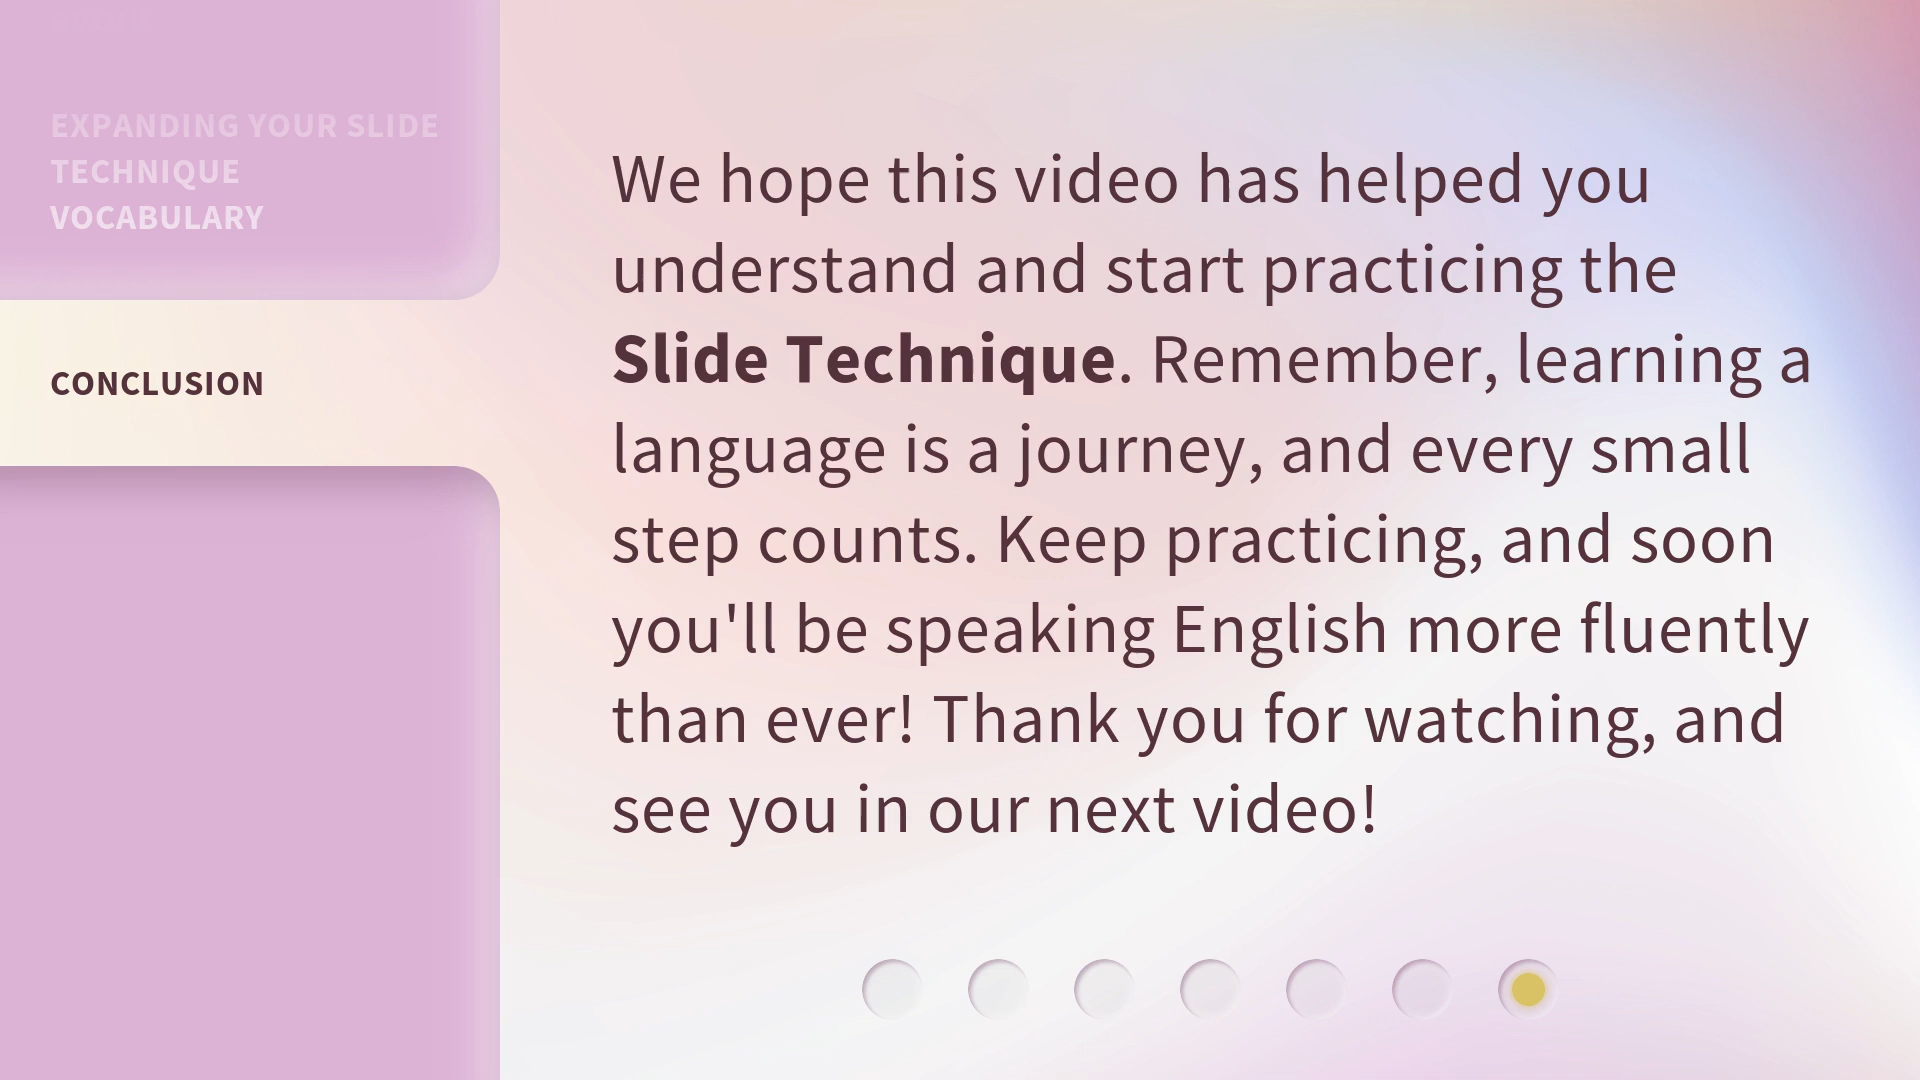 EXPANDING YOUR SLIDE
TECHNIQUE
VOCABULARY
CONCLUSION
We hope this video has helped you
understand and start practicing the
Slide Technique. Remember, learning a
language is a journey, and every small
step counts. Keep practicing, and soon
you'll be speaking English more fluently
than ever! Thank you for watching, and
see you in our next video!